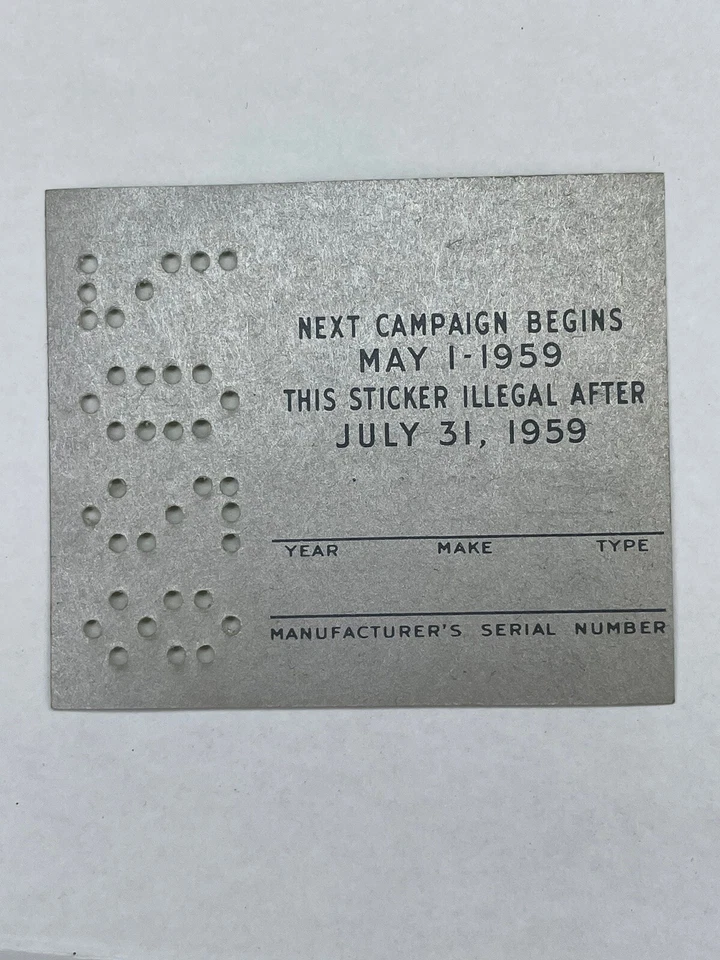 NEXT CAMPAIGN BEGINS
MAY 1-1959
THIS STICKER ILLEGAL AFTER
JULY 31, 1959
YEAR MAKE TYPE
MANUFACTURER'S SERIAL NUMBER